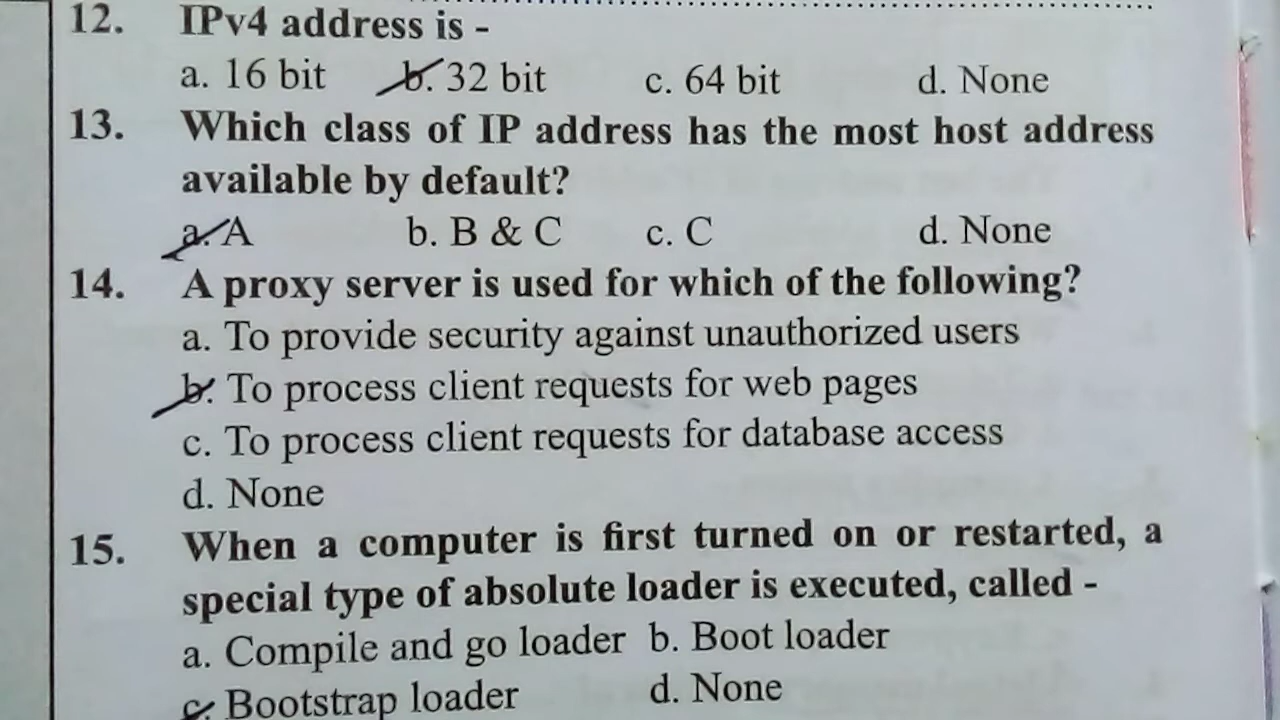 12. IPv4 address is -
a. 16 bit b. 32 bit c. 64 bit d. None
13. Which class of IP address has the most host address
available by default?
a. A b. B & C c. C d. None
14. A proxy server is used for which of the following?
a. To provide security against unauthorized users
b. To process client requests for web pages
c. To process client requests for database access
d. None
15. When a computer is first turned on or restarted, a
special type of absolute loader is executed, called -
a. Compile and go loader b. Boot loader
c. Bootstrap loader d. None